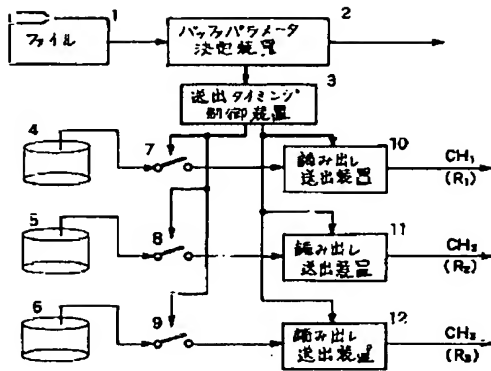 1
ファイル
2
バッファパラメータ
決定装置
3
送出タイミング
制御装置
4
7
10
読み出し
送出装置
CH₁
(R₁)
5
8
11
読み出し
送出装置
CH₂
(R₂)
6
9
12
読み出し
送出装置
CH₃
(R₃)